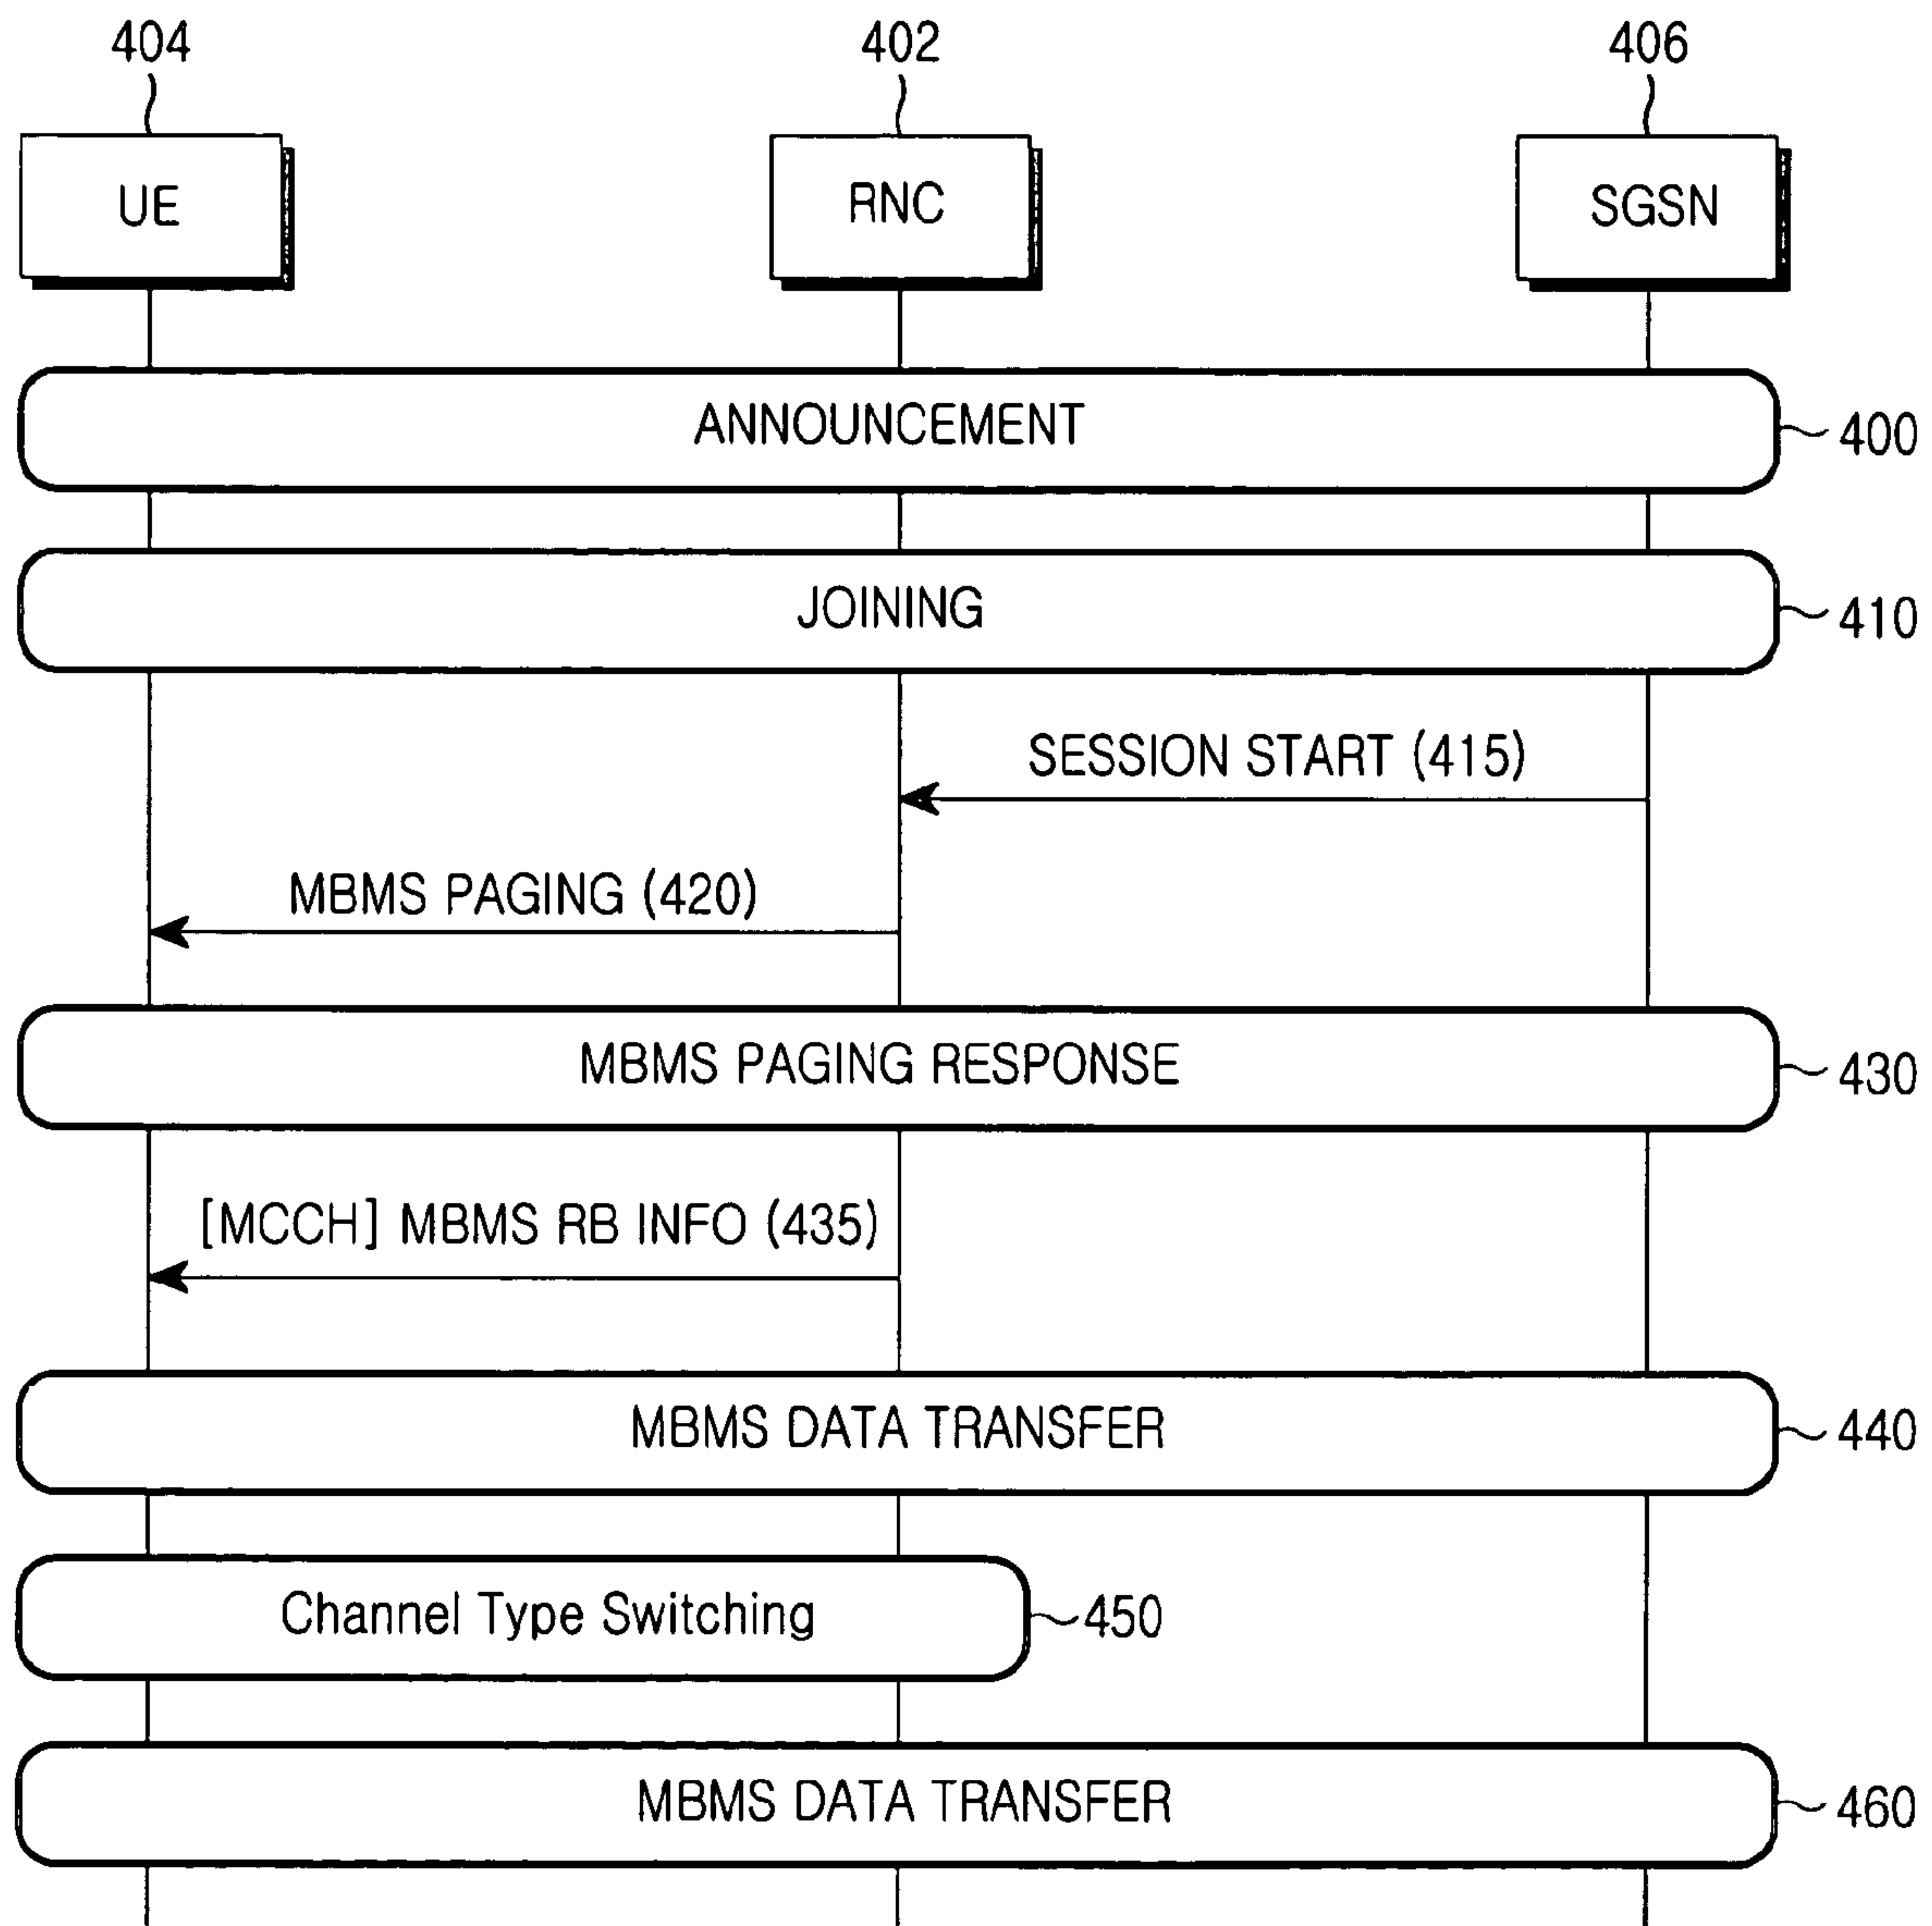 404 402 406
UE RNC SGSN
ANNOUNCEMENT 400
JOINING 410
SESSION START (415)
MBMS PAGING (420)
MBMS PAGING RESPONSE 430
[MCCH] MBMS RB INFO (435)
MBMS DATA TRANSFER 440
Channel Type Switching 450
MBMS DATA TRANSFER 460